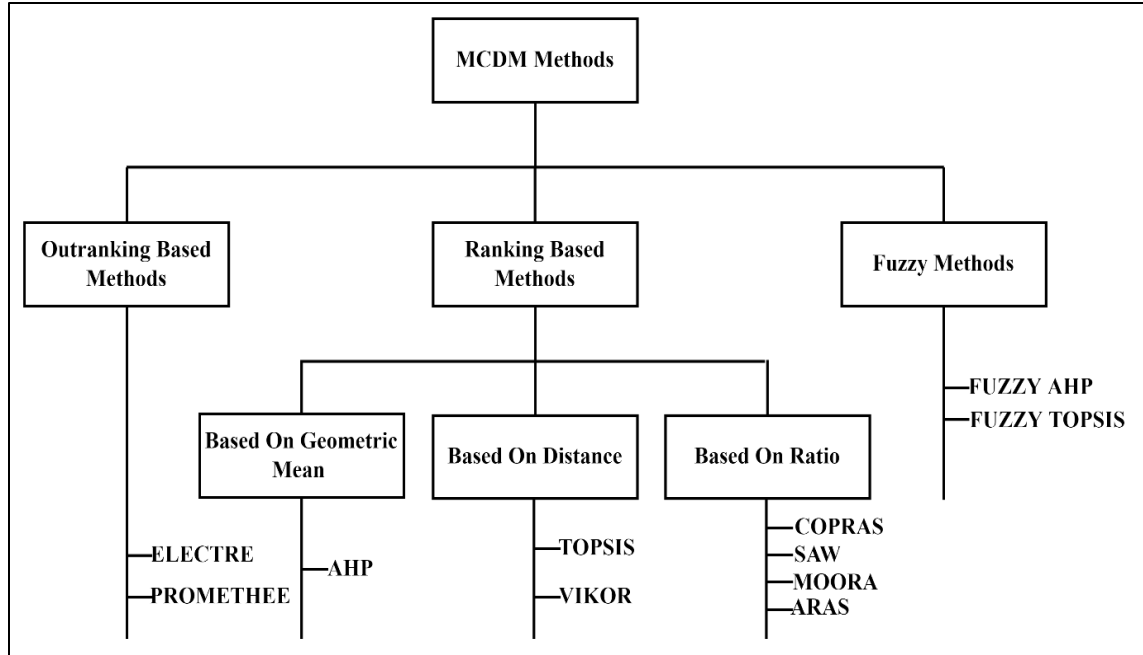 MCDM Methods
Outranking Based
Methods
Ranking Based
Methods
Fuzzy Methods
FUZZY AHP
FUZZY TOPSIS
Based On Geometric
Mean
Based On Distance
Based On Ratio
ELECTRE
PROMETHEE
AHP
TOPSIS
VIKOR
COPRAS
SAW
MOORA
ARAS